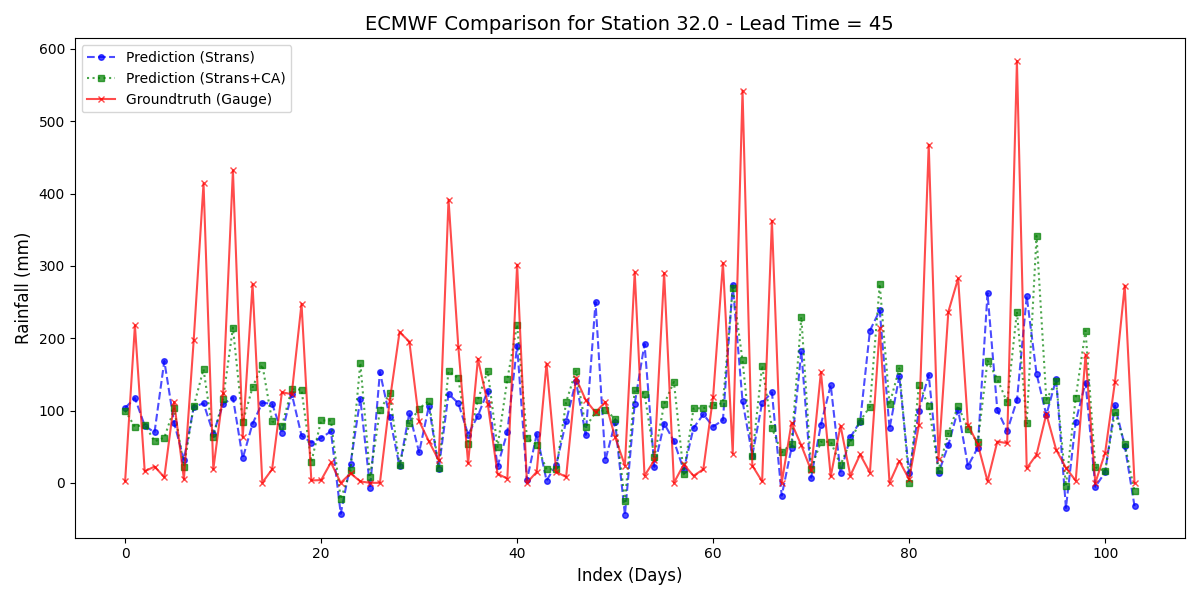 ECMWF Comparison for Station 32.0 - Lead Time = 45
Prediction (Strans)
Prediction (Strans+CA)
Groundtruth (Gauge)
Rainfall (mm)
600
500
400
300
200
100
0
0 20 40 60 80 100
Index (Days)